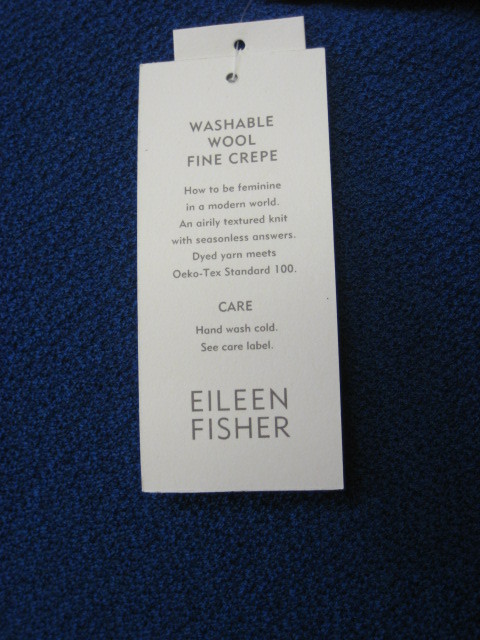 WASHABLE
WOOL
FINE CREPE
How to be feminine
in a modern world.
An airily textured knit
with seasonless answers.
Dyed yarn meets
Oeko-Tex Standard 100.
CARE
Hand wash cold.
See care label.
EILEEN
FISHER